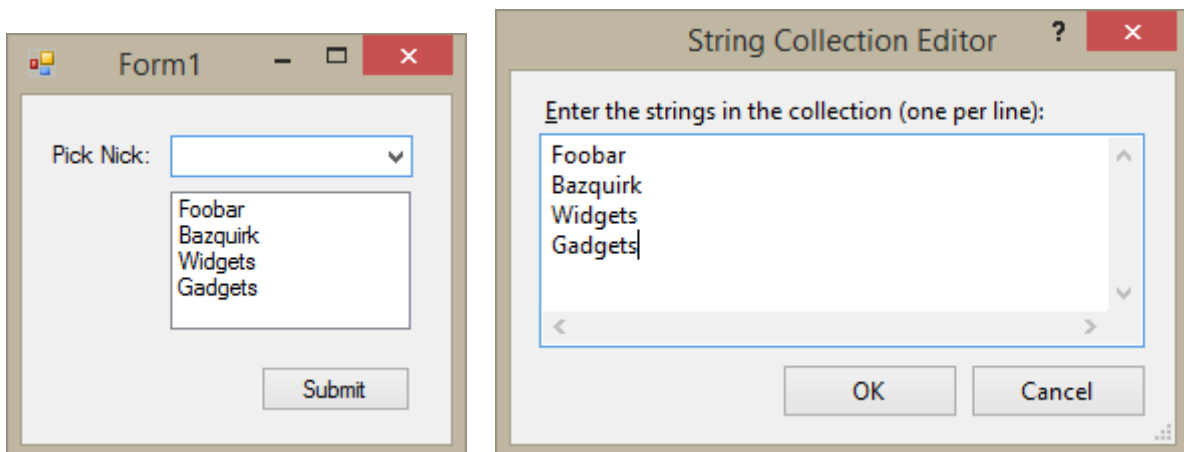 Form1
Pick Nick:
Foobar
Bazquirk
Widgets
Gadgets
Submit
String Collection Editor ?
Enter the strings in the collection (one per line):
Foobar
Bazquirk
Widgets
Gadgets
OK Cancel